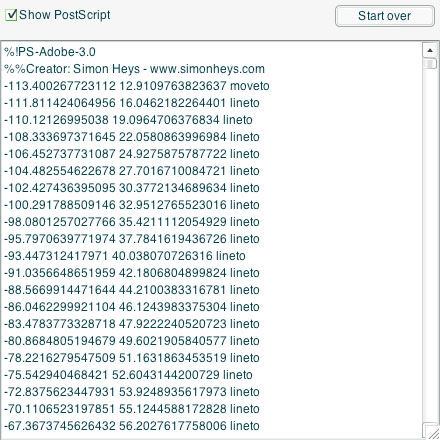 Show PostScript
Start over
%!PS-Adobe-3.0
%%Creator: Simon Heys - www.simonheys.com
-113.400267723112 12.9109763823637 moveto
-111.811424064956 16.0462182264401 lineto
-110.12126995038 19.0964706376834 lineto
-108.333697371645 22.0580863996984 lineto
-106.452737731087 24.9275875787722 lineto
-104.482554622678 27.7016710084721 lineto
-102.427436395095 30.3772134689634 lineto
-100.291788509146 32.9512765523016 lineto
-98.0801257027766 35.4211112054929 lineto
-95.7970639771974 37.7841619436726 lineto
-93.447312417971 40.038070726316 lineto
-91.0356648651959 42.1806804899824 lineto
-88.5669914471644 44.2100383316781 lineto
-86.0462299921104 46.1243983375304 lineto
-83.4783773328718 47.9222240520723 lineto
-80.8684805194679 49.6021905840577 lineto
-78.2216279547509 51.1631863453519 lineto
-75.542940468421 52.6043144200729 lineto
-72.8375623447931 53.9248935617973 lineto
-70.1106523197851 55.1244588172828 lineto
-67.3673745626432 56.2027617758006 lineto